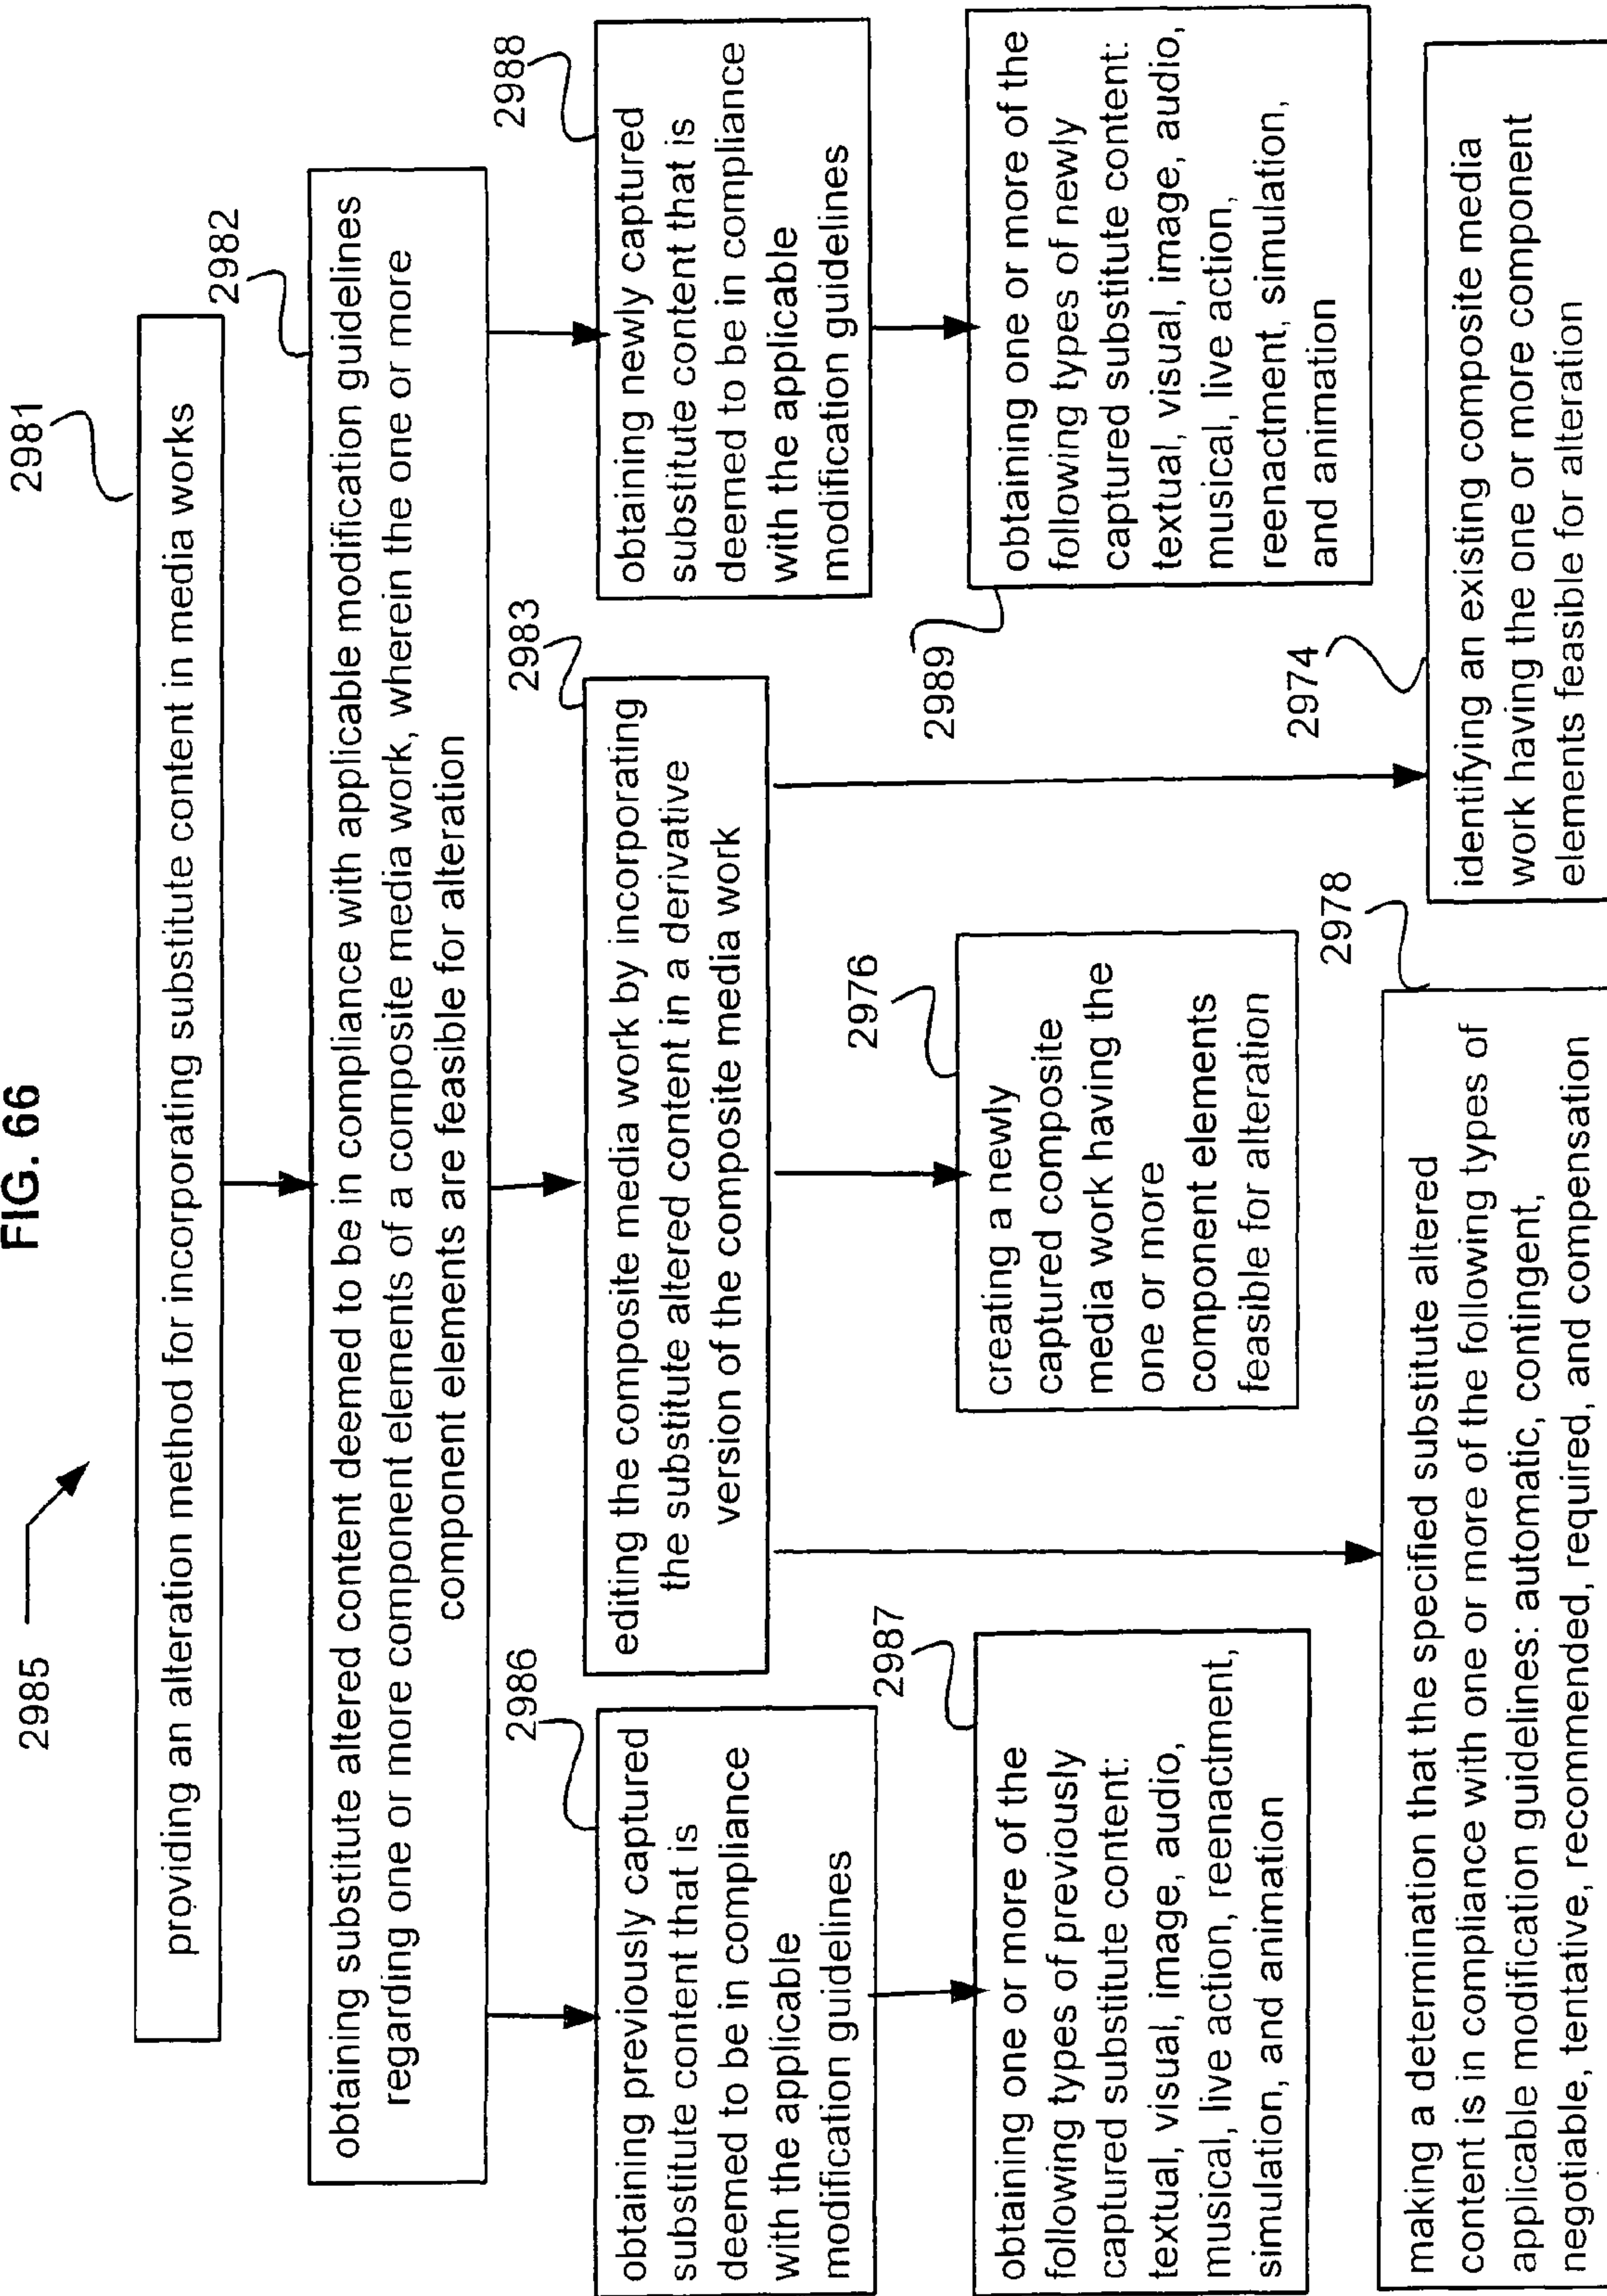 FIG. 66
2985
2981
providing an alteration method for incorporating substitute content in media works
2982
obtaining substitute altered content deemed to be in compliance with applicable modification guidelines
regarding one or more component elements of a composite media work, wherein the one or more
component elements are feasible for alteration
2986
obtaining previously captured
substitute content that is
deemed to be in compliance
with the applicable
modification guidelines
2983
editing the composite media work by incorporating
the substitute altered content in a derivative
version of the composite media work
2988
obtaining newly captured
substitute content that is
deemed to be in compliance
with the applicable
modification guidelines
2987
obtaining one or more of the
following types of previously
captured substitute content:
textual, visual, image, audio,
musical, live action, reenactment,
simulation, and animation
2976
creating a newly
captured composite
media work having the
one or more
component elements
feasible for alteration
2989
obtaining one or more of the
following types of newly
captured substitute content:
textual, visual, image, audio,
musical, live action,
reenactment, simulation,
and animation
2978
making a determination that the specified substitute altered
content is in compliance with one or more of the following types of
applicable modification guidelines: automatic, contingent,
negotiable, tentative, recommended, required, and compensation
2974
identifying an existing composite media
work having the one or more component
elements feasible for alteration